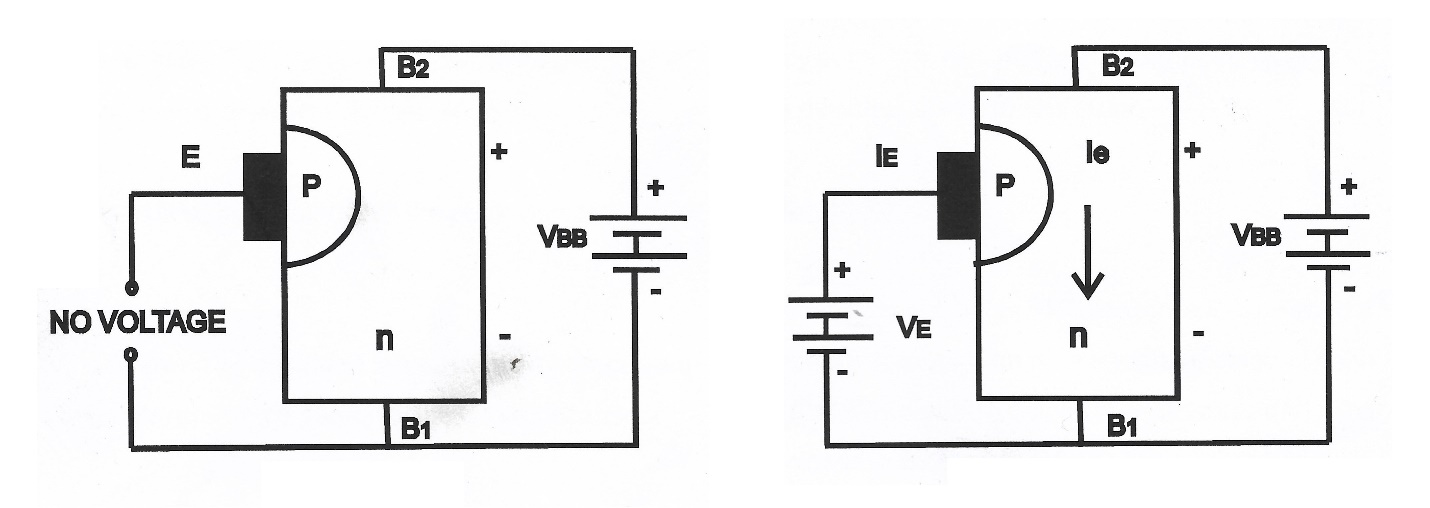 B2
E
P
+
+
VBB
-
NO VOLTAGE
n
-
B1
B2
IE
P
Ie
+
+
VBB
+
-
VE
n
-
-
B1